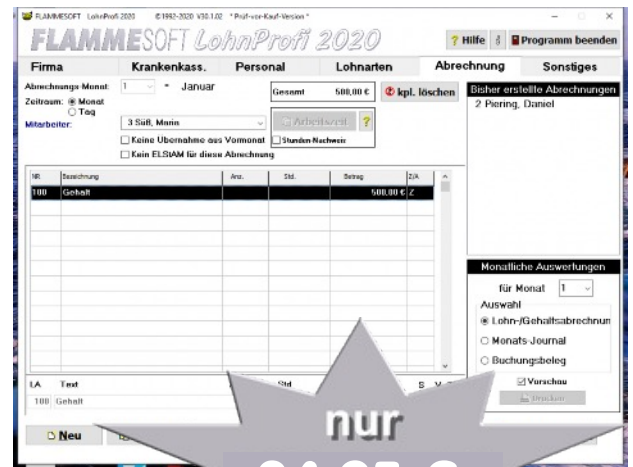 FLAMMESOFT LohnProfi 2020 ©1992-2020 V30.1.02 * Prüf-vor-Kauf-Version *
FLAMMESOFT LohnProfi 2020
? Hilfe Programm beenden
Firma Krankenkass. Personal Lohnarten Abrechnung Sonstiges
Abrechnungs-Monat: 1 - Januar
Gesamt 500,00 € kpl. löschen
Zeitraum: Monat
Tag
Mitarbeiter: 3 Süß, Marin
Arbeitszeit ?
Keine Übernahme aus Vormonat Stunden-Nachweis
Kein ELStAM für diese Abrechnung
Bisher erstellte Abrechnungen
2 Piering, Daniel
NR Bezeichnung Anz. Std. Betrag Z/A
100 Gehalt 500,00 € Z
Monatliche Auswertungen
für Monat 1
Auswahl
Lohn-/Gehaltsabrechnun
Monats-Journal
Buchungsbeleg
Vorschau
Drucken
LA Text Std S
100 Gehalt
Neu
nur